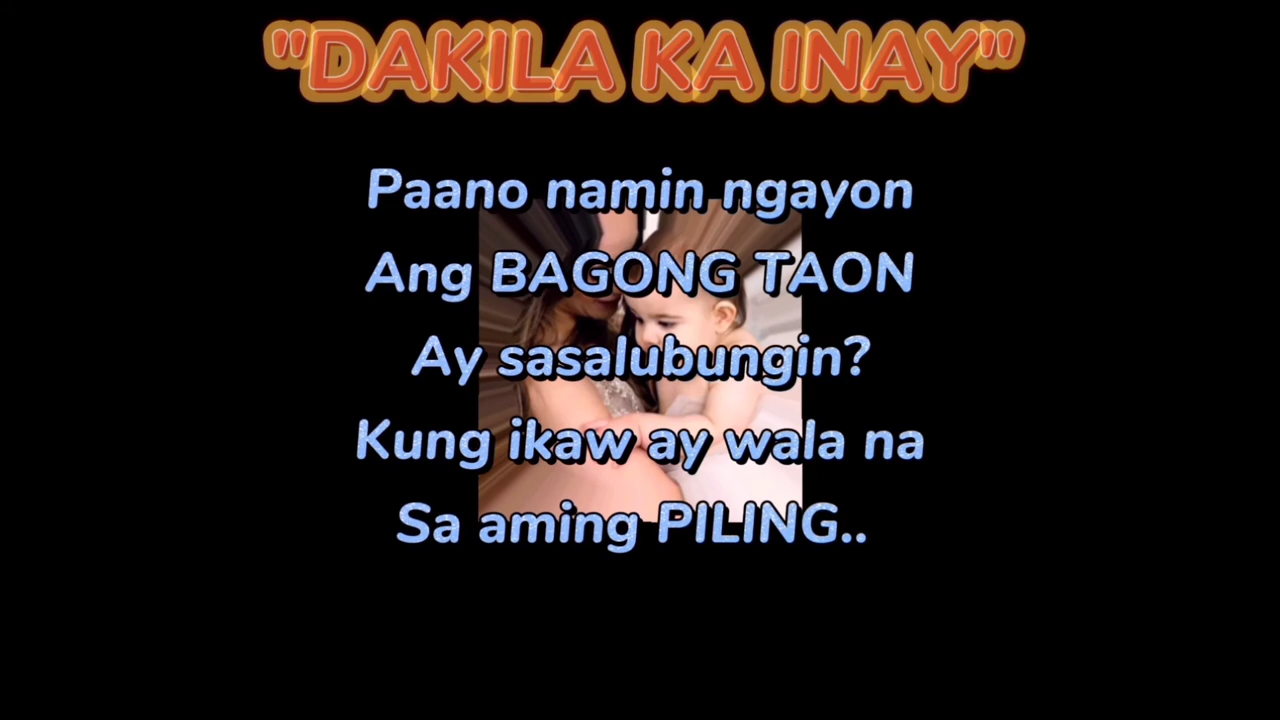 "DAKILA KA INAY"
Paano namin ngayon
Ang BAGONG TAON
Ay sasalubungin?
Kung ikaw ay wala na
Sa aming PILING..